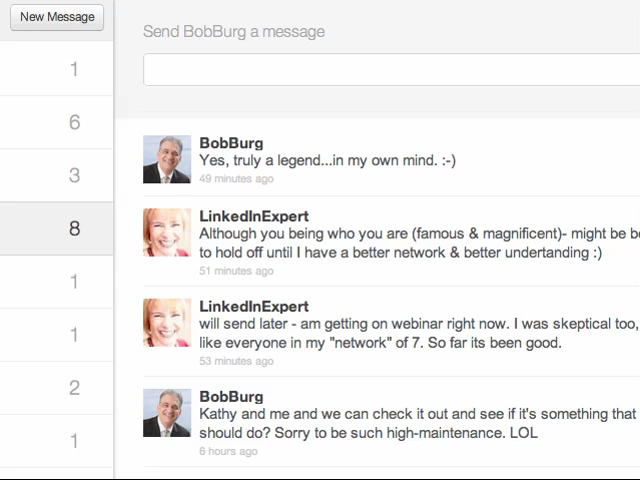 New Message
Send BobBurg a message
1
6
3
8
1
1
2
1
BobBurg
Yes, truly a legend...in my own mind. :-)
49 minutes ago
LinkedInExpert
Although you being who you are (famous & magnificent)- might be be
to hold off until I have a better network & better undertanding :)
51 minutes ago
LinkedInExpert
will send later - am getting on webinar right now. I was skeptical too,
like everyone in my "network" of 7. So far its been good.
53 minutes ago
BobBurg
Kathy and me and we can check it out and see if it's something that
should do? Sorry to be such high-maintenance. LOL
6 hours ago